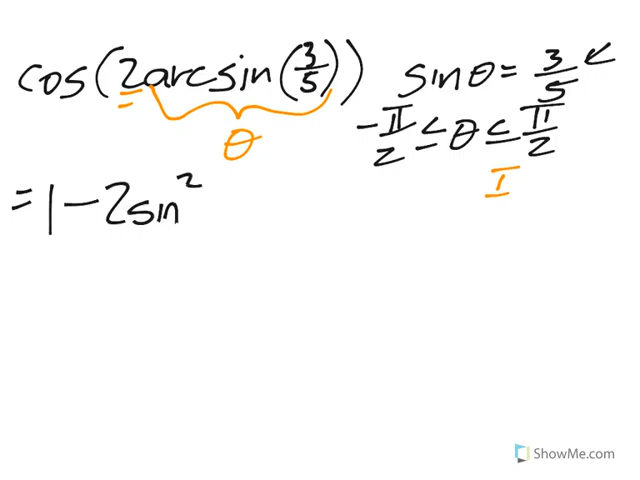 cos(2arcsin(3/5))
sinθ = 3/5
θ
-π/2 ≤ θ ≤ π/2
I
= 1 - 2sin²
ShowMe.com